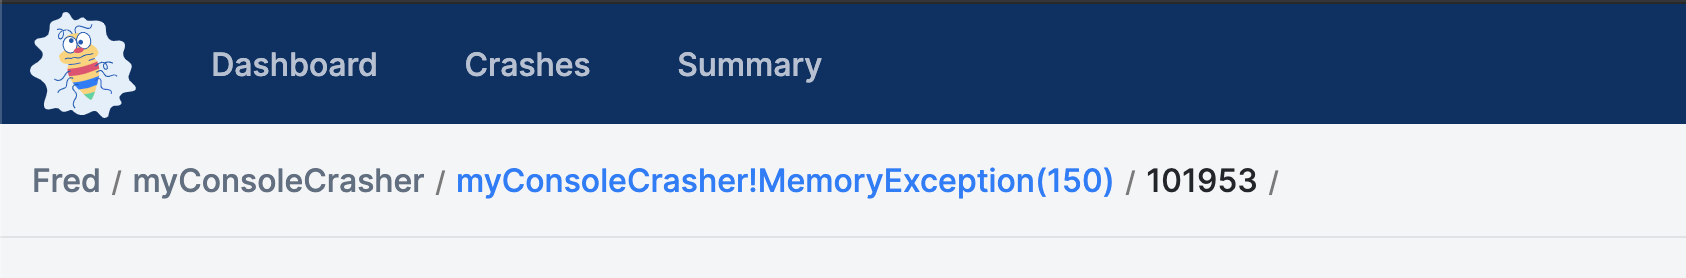 Dashboard Crashes Summary
Fred / myConsoleCrasher / myConsoleCrasher!MemoryException(150) / 101953 /